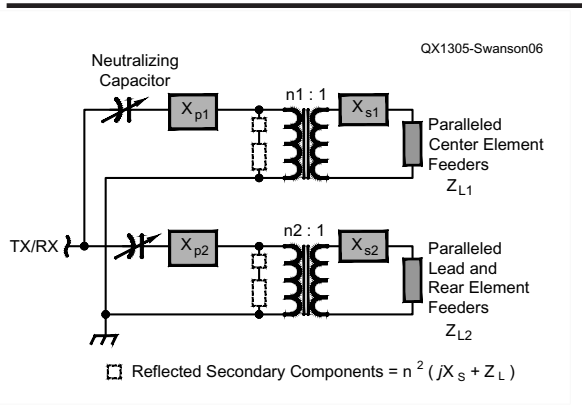 QX1305-Swanson06
Neutralizing
Capacitor
n1 : 1
X p1
X s1
Paralleled
Center Element
Feeders
Z L1
n2 : 1
TX/RX
X p2
X s2
Paralleled
Lead and
Rear Element
Feeders
Z L2
Reflected Secondary Components = n 2 ( jX S + Z L )